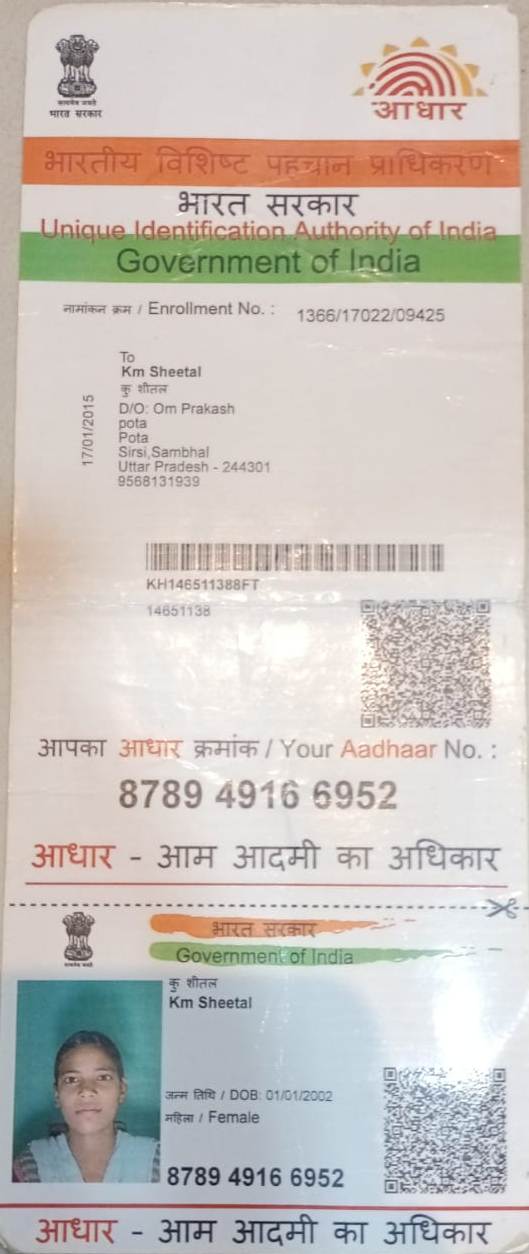 सत्यमेव जयते
भारत सरकार
आधार
भारतीय विशिष्ट पहचान प्राधिकरण
भारत सरकार
Unique Identification Authority of India
Government of India
नामांकन क्रम / Enrollment No. : 1366/17022/09425
17/01/2015
To
Km Sheetal
कु शीतल
D/O: Om Prakash
pota
Pota
Sirsi,Sambhal
Uttar Pradesh - 244301
9568131939
KH146511388FT
14651138
आपका आधार क्रमांक / Your Aadhaar No. :
8789 4916 6952
आधार - आम आदमी का अधिकार
भारत सरकार
Government of India
कु शीतल
Km Sheetal
जन्म तिथि / DOB: 01/01/2002
महिला / Female
8789 4916 6952
आधार - आम आदमी का अधिकार